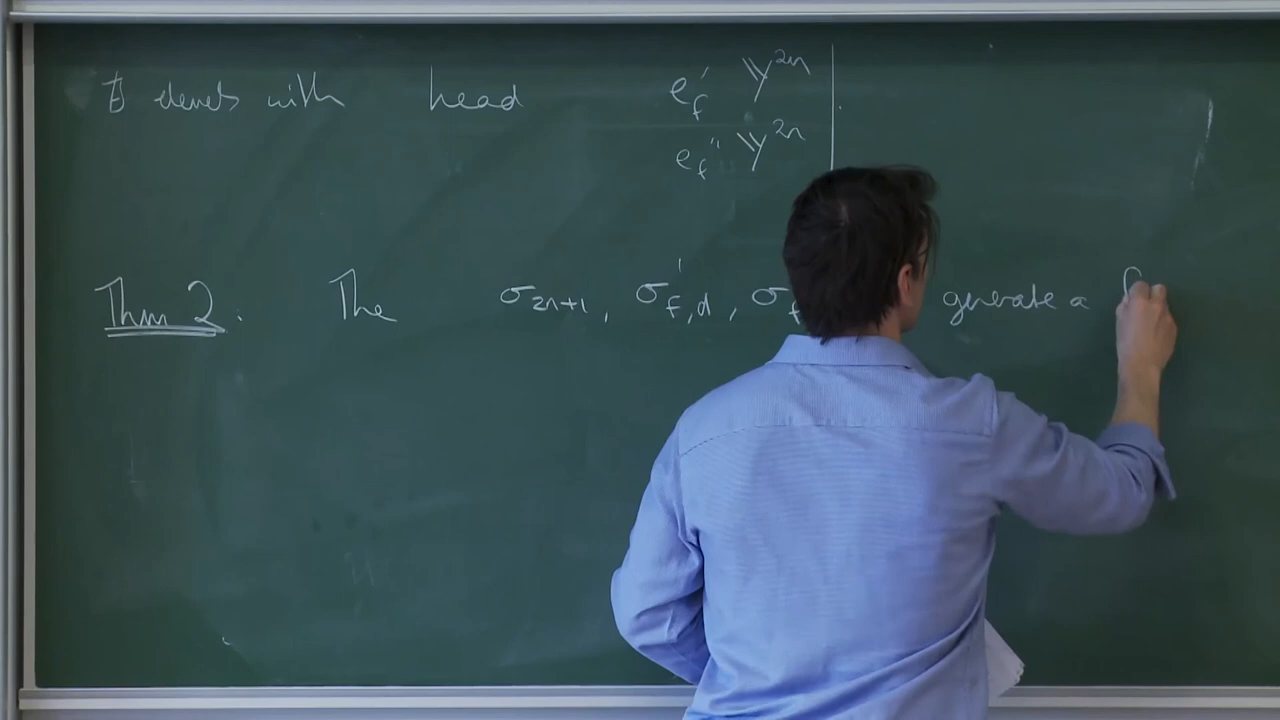 ∄ elements with head e_f' 𝕐^{2n}
e_f'' 𝕐^{2n}
Thm 2: The σ_{2n+1}, σ'_{f,d}, σ_f generate a